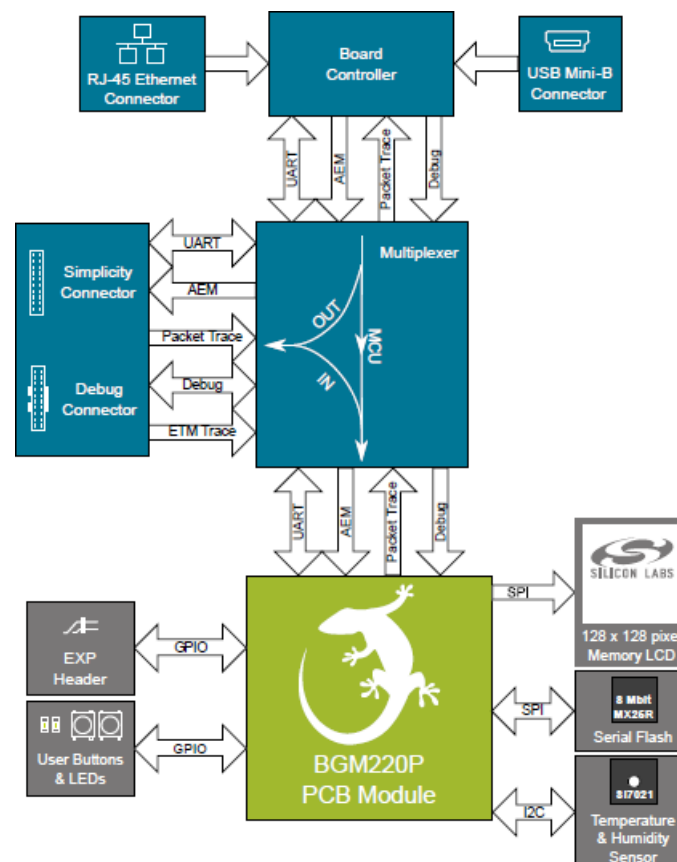 RJ-45 Ethernet
Connector
Board
Controller
USB Mini-B
Connector
UART
AEM
Packet Trace
Debug
Simplicity
Connector
Debug
Connector
UART
AEM
Packet Trace
Debug
ETM Trace
Multiplexer
OUT
MCU
IN
UART
AEM
Packet Trace
Debug
EXP
Header
GPIO
User Buttons
& LEDs
GPIO
BGM220P
PCB Module
SPI
SILICON LABS
128 x 128 pixe
Memory LCD
SPI
8 Mbit
MX25R
Serial Flash
I2C
Si7021
Temperature
& Humidity
Sensor